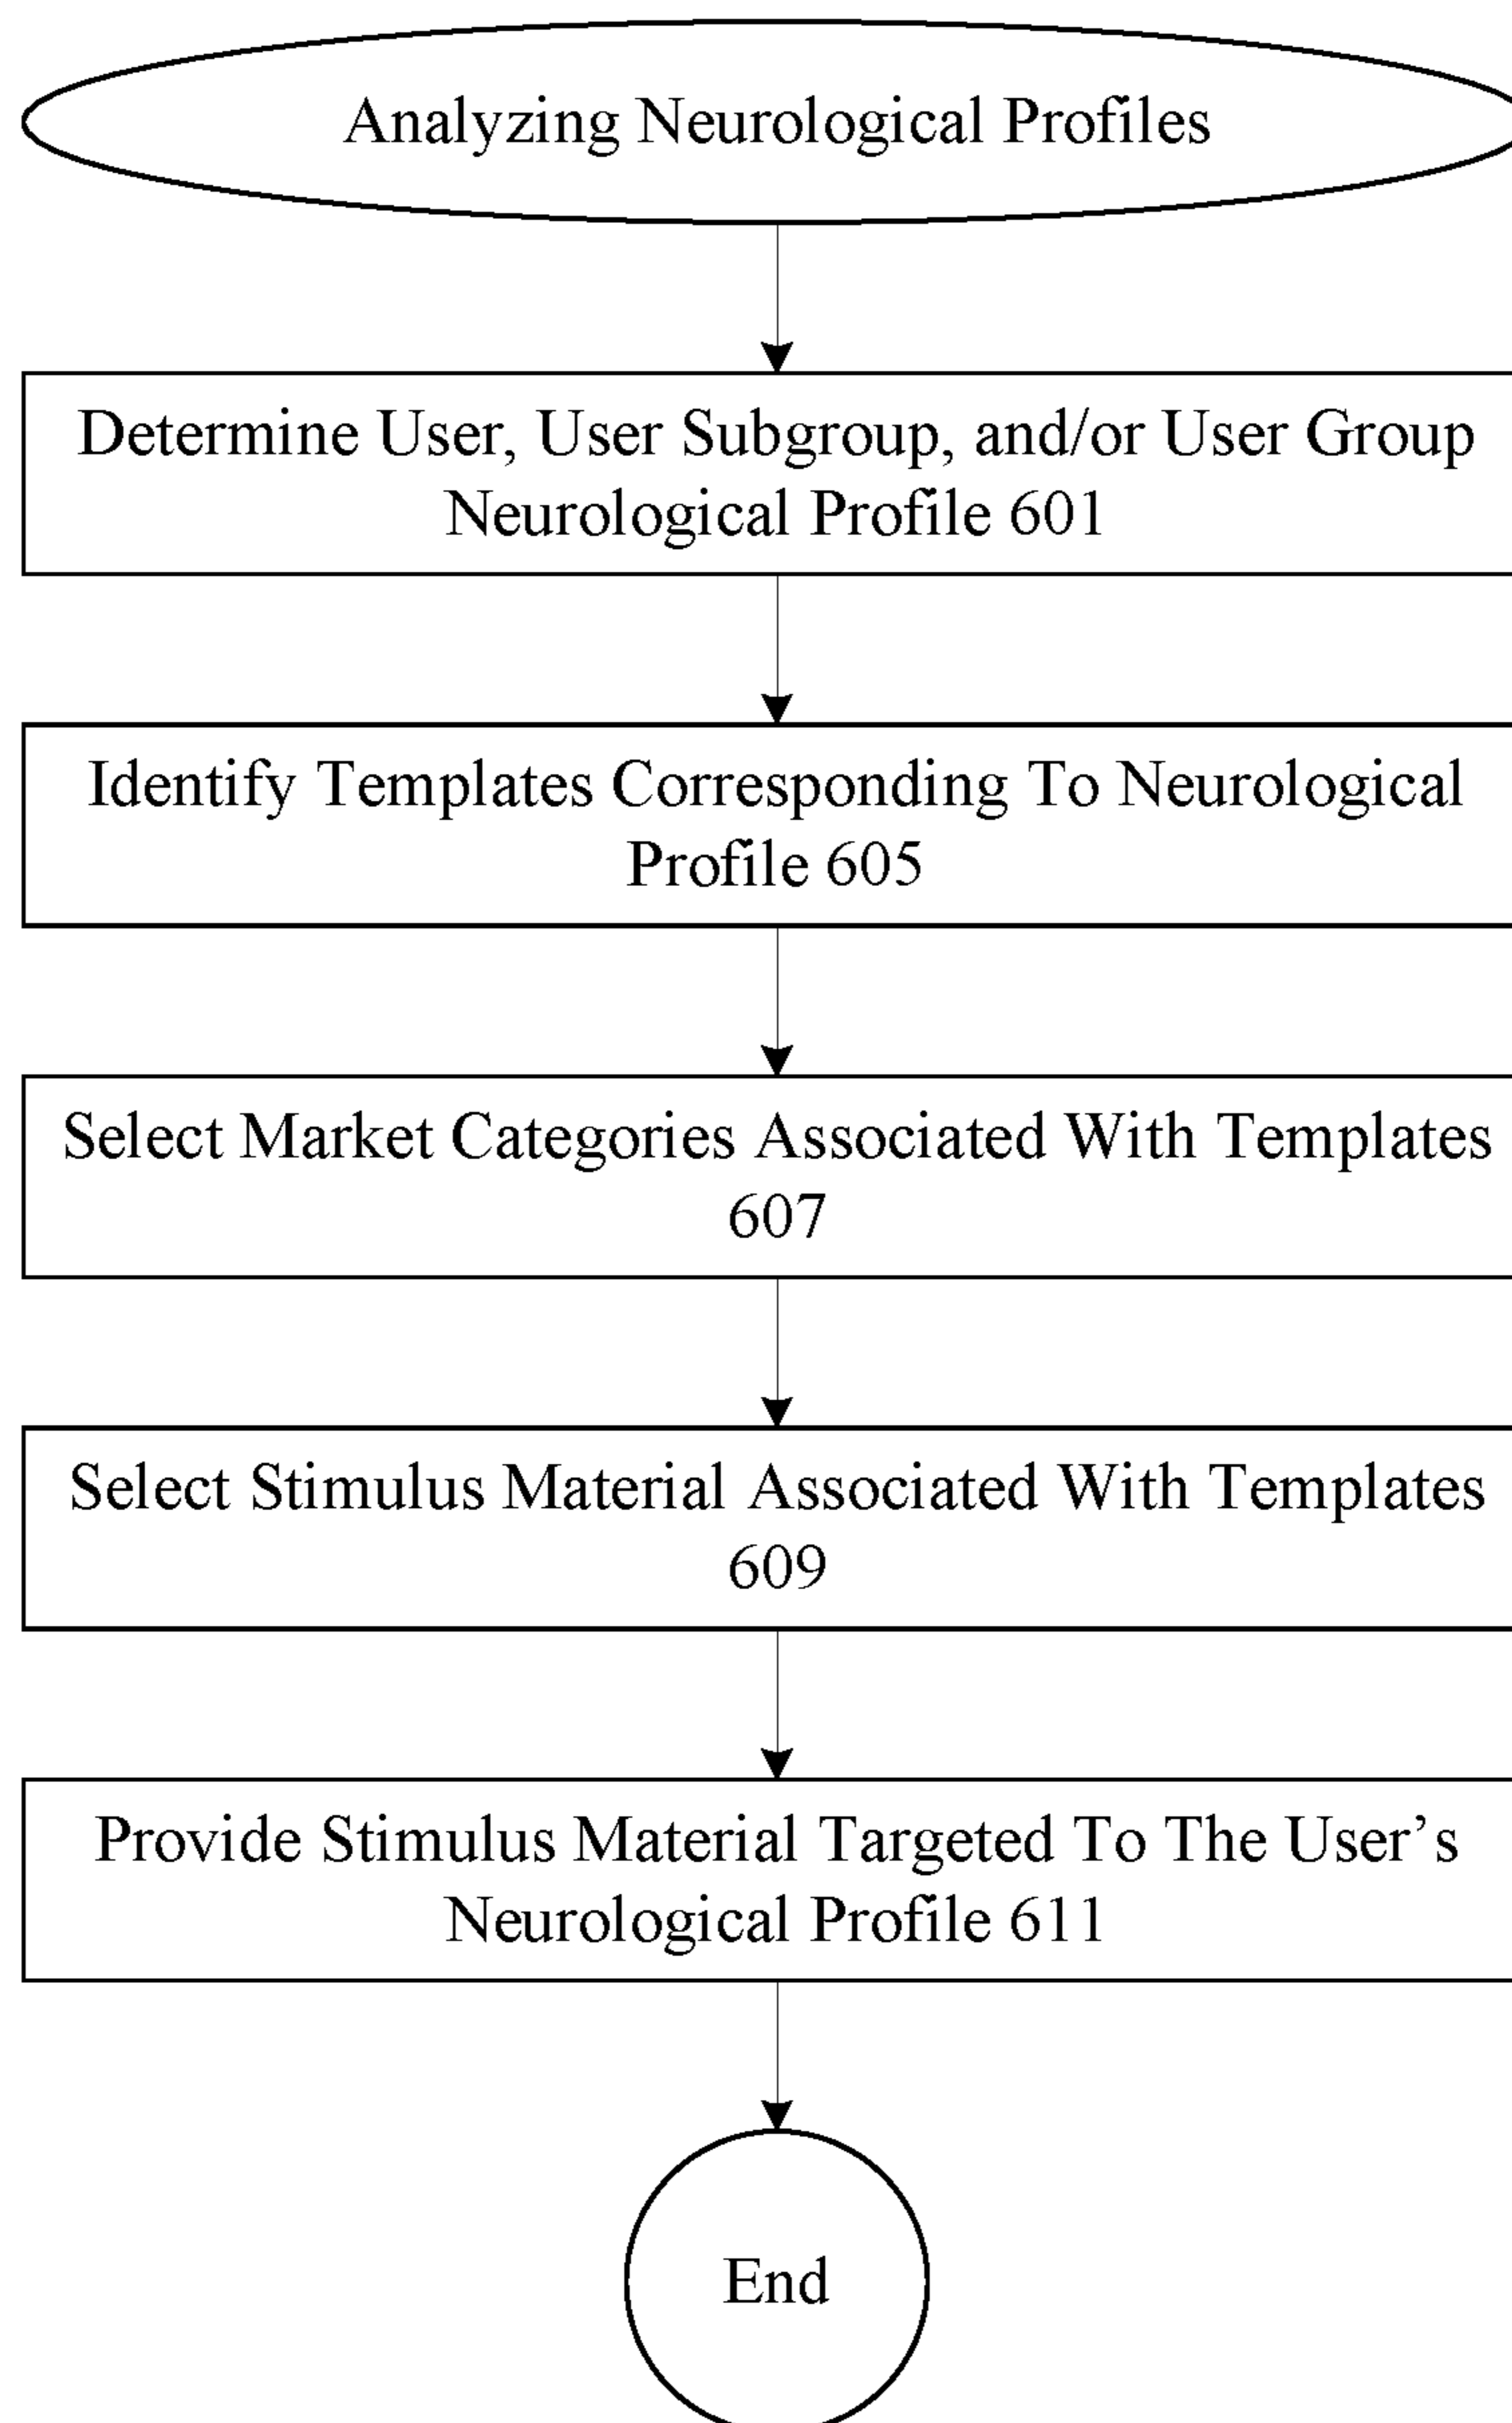 Analyzing Neurological Profiles
Determine User, User Subgroup, and/or User Group
Neurological Profile 601
Identify Templates Corresponding To Neurological
Profile 605
Select Market Categories Associated With Templates
607
Select Stimulus Material Associated With Templates
609
Provide Stimulus Material Targeted To The User’s
Neurological Profile 611
End